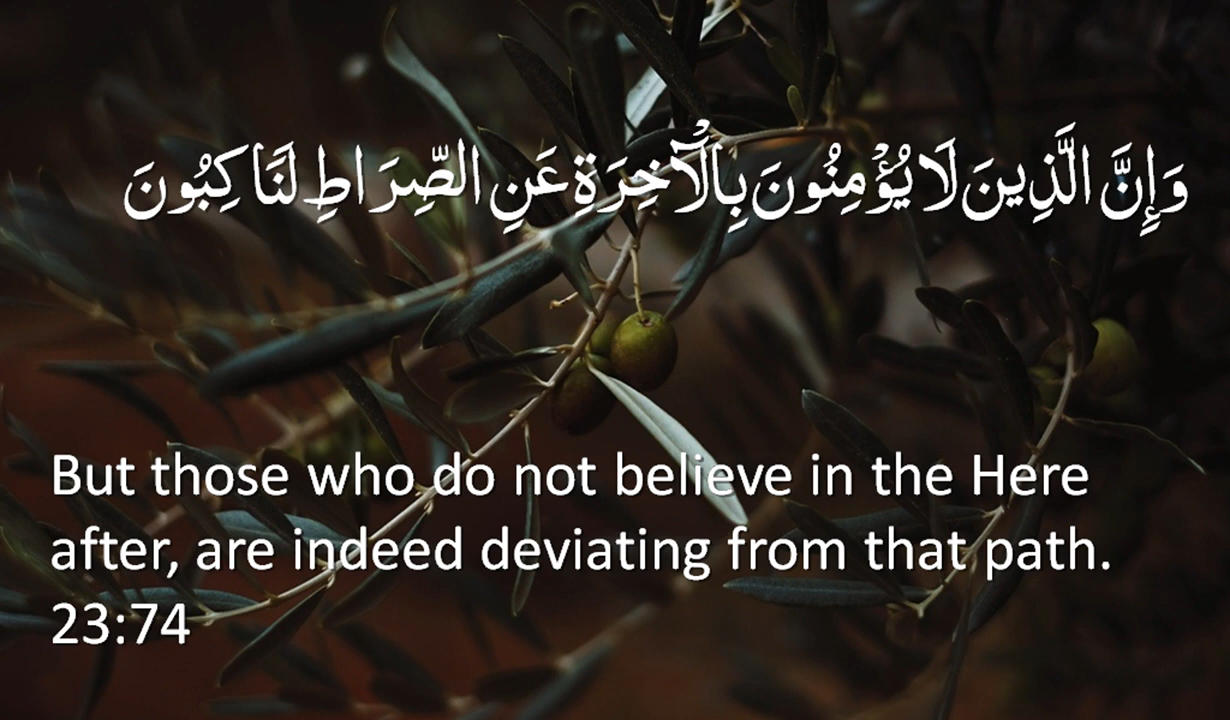 وَإِنَّ الَّذِينَ لَا يُؤْمِنُونَ بِالْآخِرَةِ عَنِ الصِّرَاطِ لَنَاكِبُونَ
But those who do not believe in the Here
after, are indeed deviating from that path.
23:74